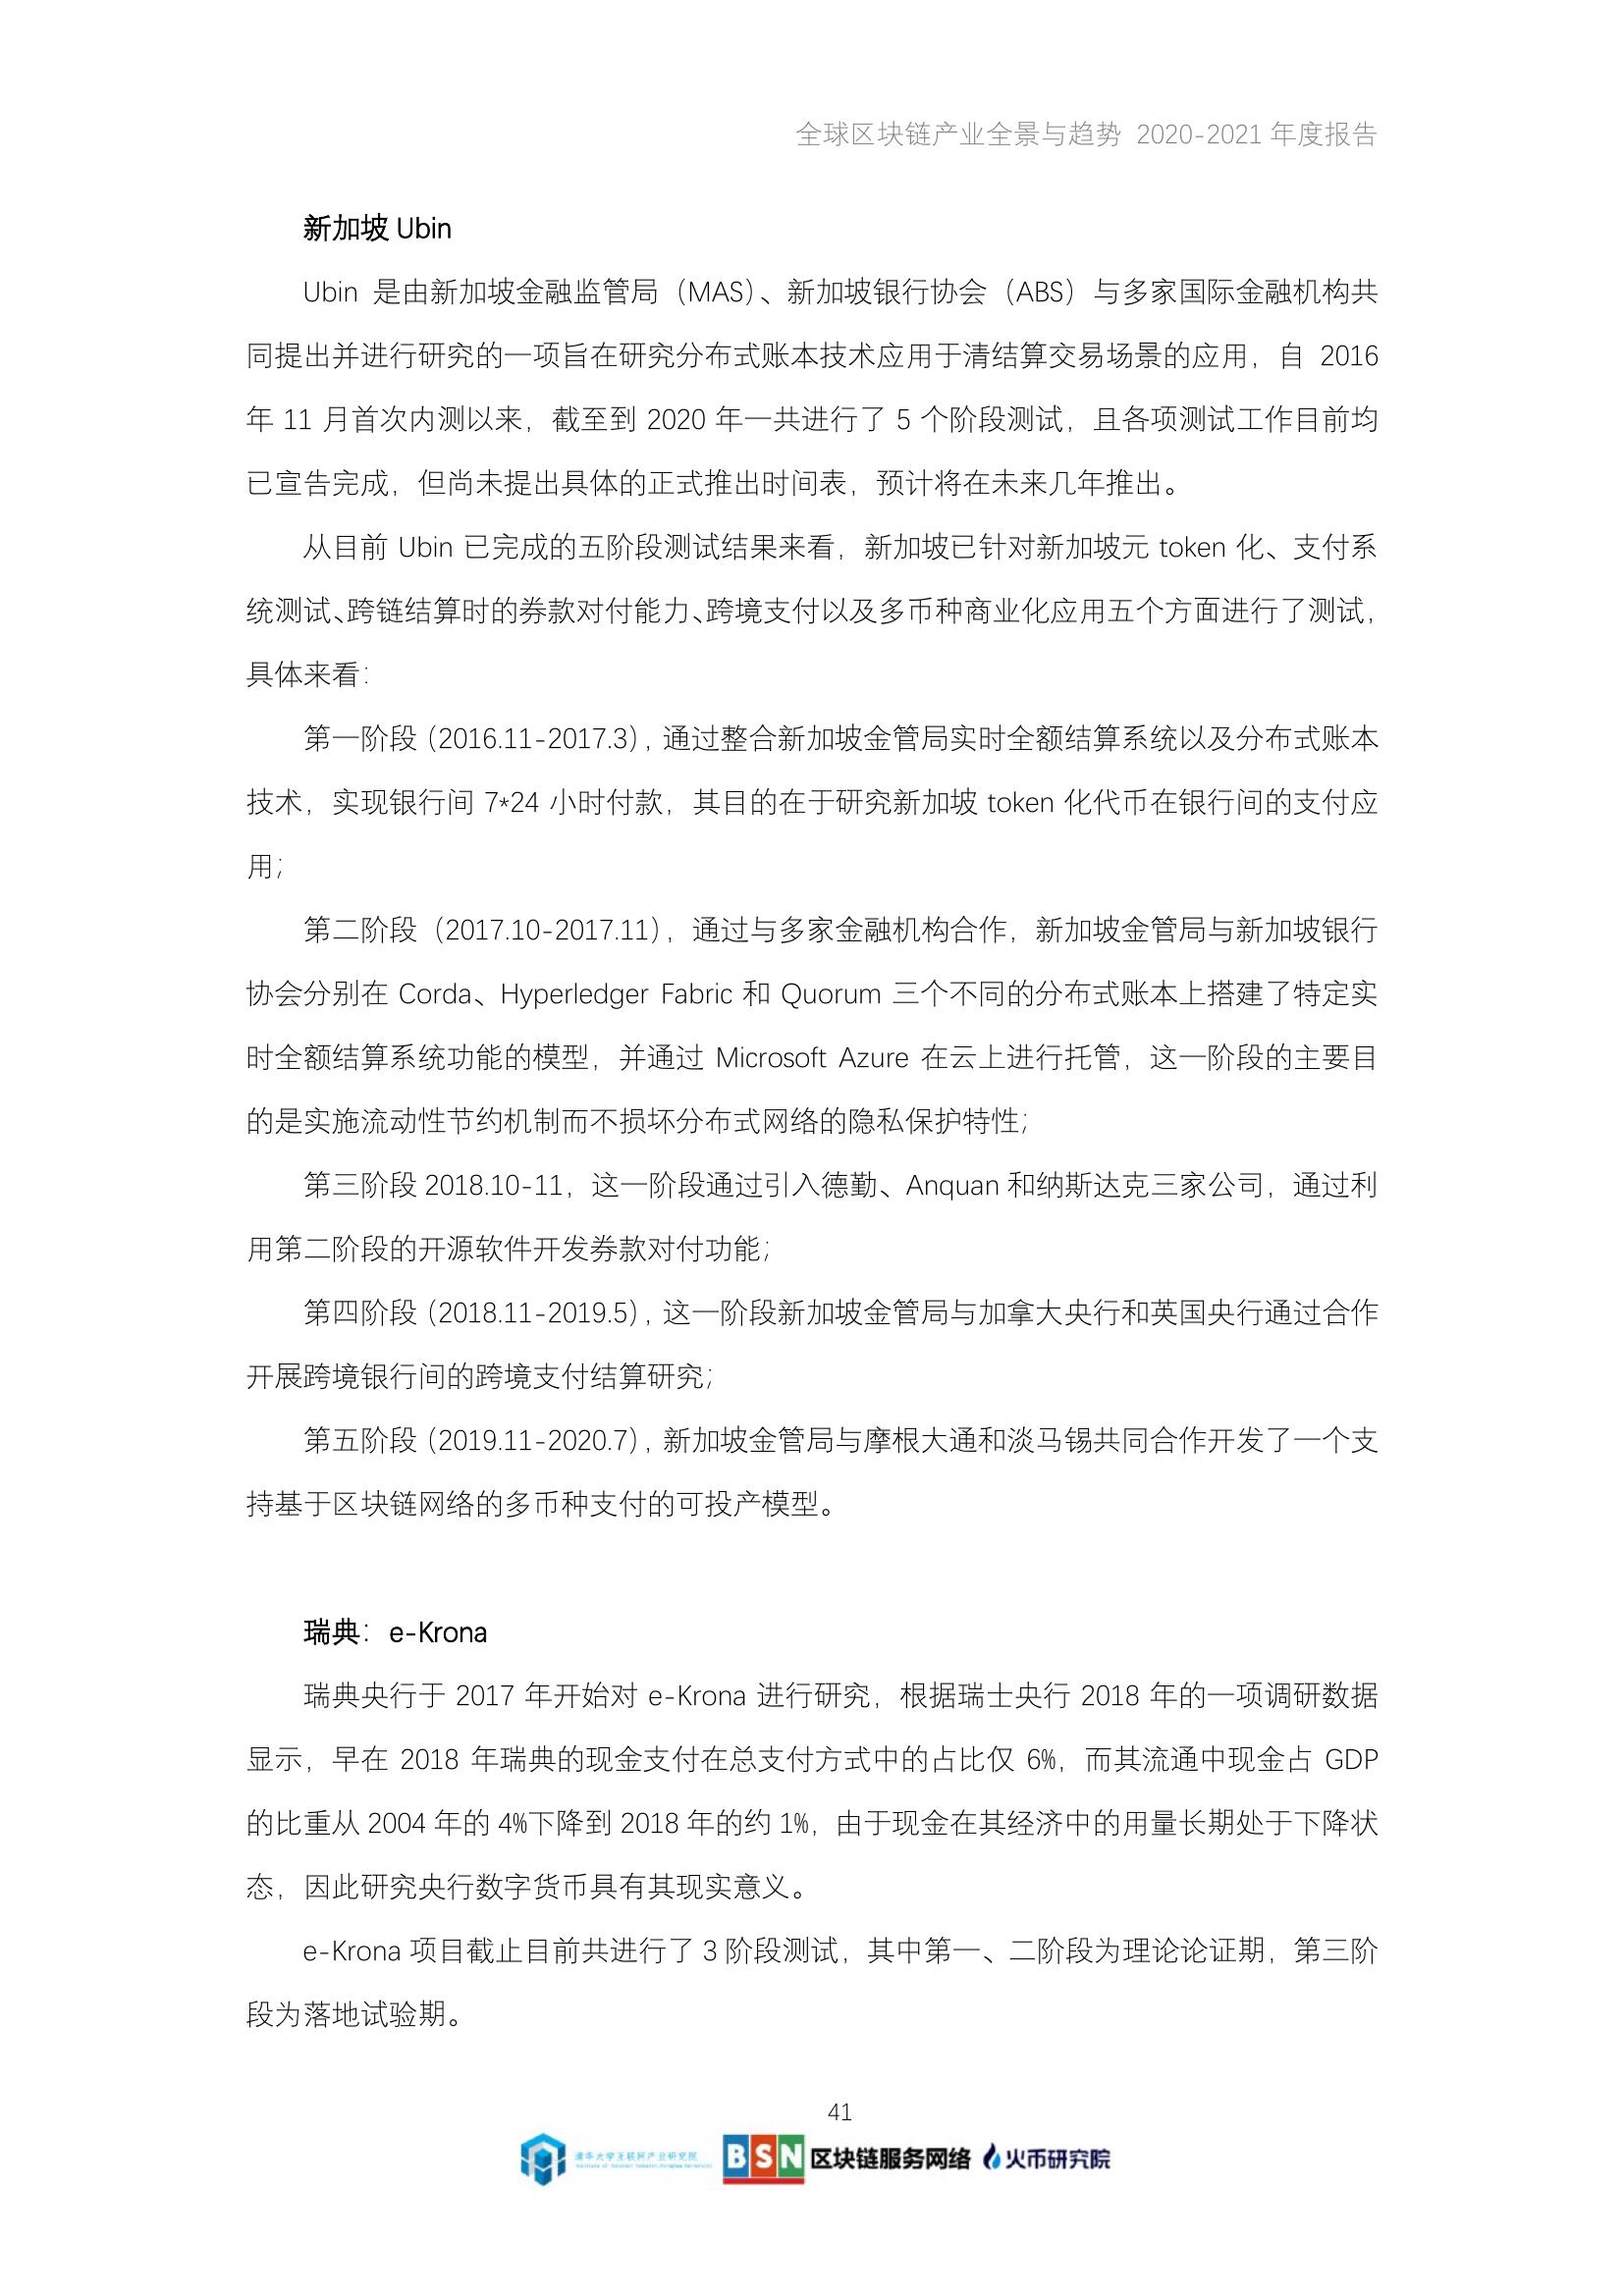 全球区块链产业全景与趋势 2020-2021 年度报告
新加坡 Ubin
Ubin 是由新加坡金融监管局（MAS）、新加坡银行协会（ABS）与多家国际金融机构共
同提出并进行研究的一项旨在研究分布式账本技术应用于清结算交易场景的应用，自 2016
年 11 月首次内测以来，截至到 2020 年一共进行了 5 个阶段测试，且各项测试工作目前均
已宣告完成，但尚未提出具体的正式推出时间表，预计将在未来几年推出。
从目前 Ubin 已完成的五阶段测试结果来看，新加坡已针对新加坡元 token 化、支付系
统测试、跨链结算时的券款对付能力、跨境支付以及多币种商业化应用五个方面进行了测试，
具体来看：
第一阶段（2016.11-2017.3），通过整合新加坡金管局实时全额结算系统以及分布式账本
技术，实现银行间 7*24 小时付款，其目的在于研究新加坡 token 化代币在银行间的支付应
用；
第二阶段（2017.10-2017.11），通过与多家金融机构合作，新加坡金管局与新加坡银行
协会分别在 Corda、Hyperledger Fabric 和 Quorum 三个不同的分布式账本上搭建了特定实
时全额结算系统功能的模型，并通过 Microsoft Azure 在云上进行托管，这一阶段的主要目
的是实施流动性节约机制而不损坏分布式网络的隐私保护特性；
第三阶段 2018.10-11，这一阶段通过引入德勤、Anquan 和纳斯达克三家公司，通过利
用第二阶段的开源软件开发券款对付功能；
第四阶段（2018.11-2019.5），这一阶段新加坡金管局与加拿大央行和英国央行通过合作
开展跨境银行间的跨境支付结算研究；
第五阶段（2019.11-2020.7），新加坡金管局与摩根大通和淡马锡共同合作开发了一个支
持基于区块链网络的多币种支付的可投产模型。
瑞典：e-Krona
瑞典央行于 2017 年开始对 e-Krona 进行研究，根据瑞士央行 2018 年的一项调研数据
显示，早在 2018 年瑞典的现金支付在总支付方式中的占比仅 6%，而其流通中现金占 GDP
的比重从 2004 年的 4%下降到 2018 年的约 1%，由于现金在其经济中的用量长期处于下降状
态，因此研究央行数字货币具有其现实意义。
e-Krona 项目截止目前共进行了 3 阶段测试，其中第一、二阶段为理论论证期，第三阶
段为落地试验期。
41
清华大学互联网产业研究院 BSN 区块链服务网络 火币研究院